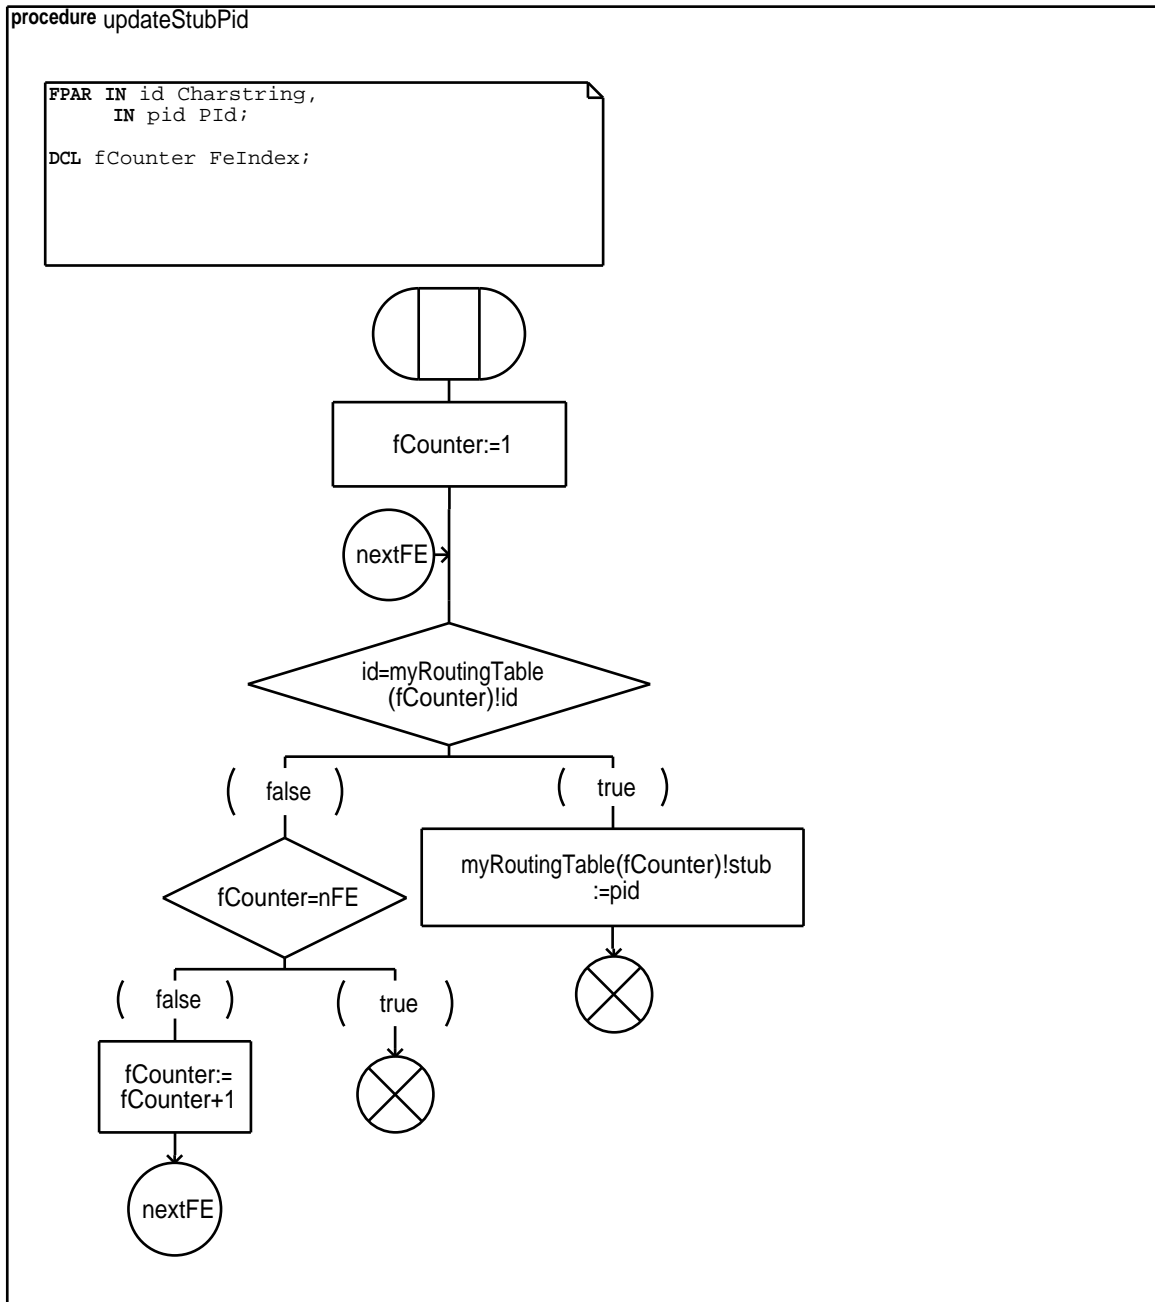 procedure updateStubPid
FPAR IN id Charstring,
IN pid PId;
DCL fCounter FeIndex;
fCounter:=1
nextFE
id=myRoutingTable
(fCounter)!id
( false )
( true )
fCounter=nFE
myRoutingTable(fCounter)!stub
:=pid
( false )
( true )
fCounter:=
fCounter+1
nextFE